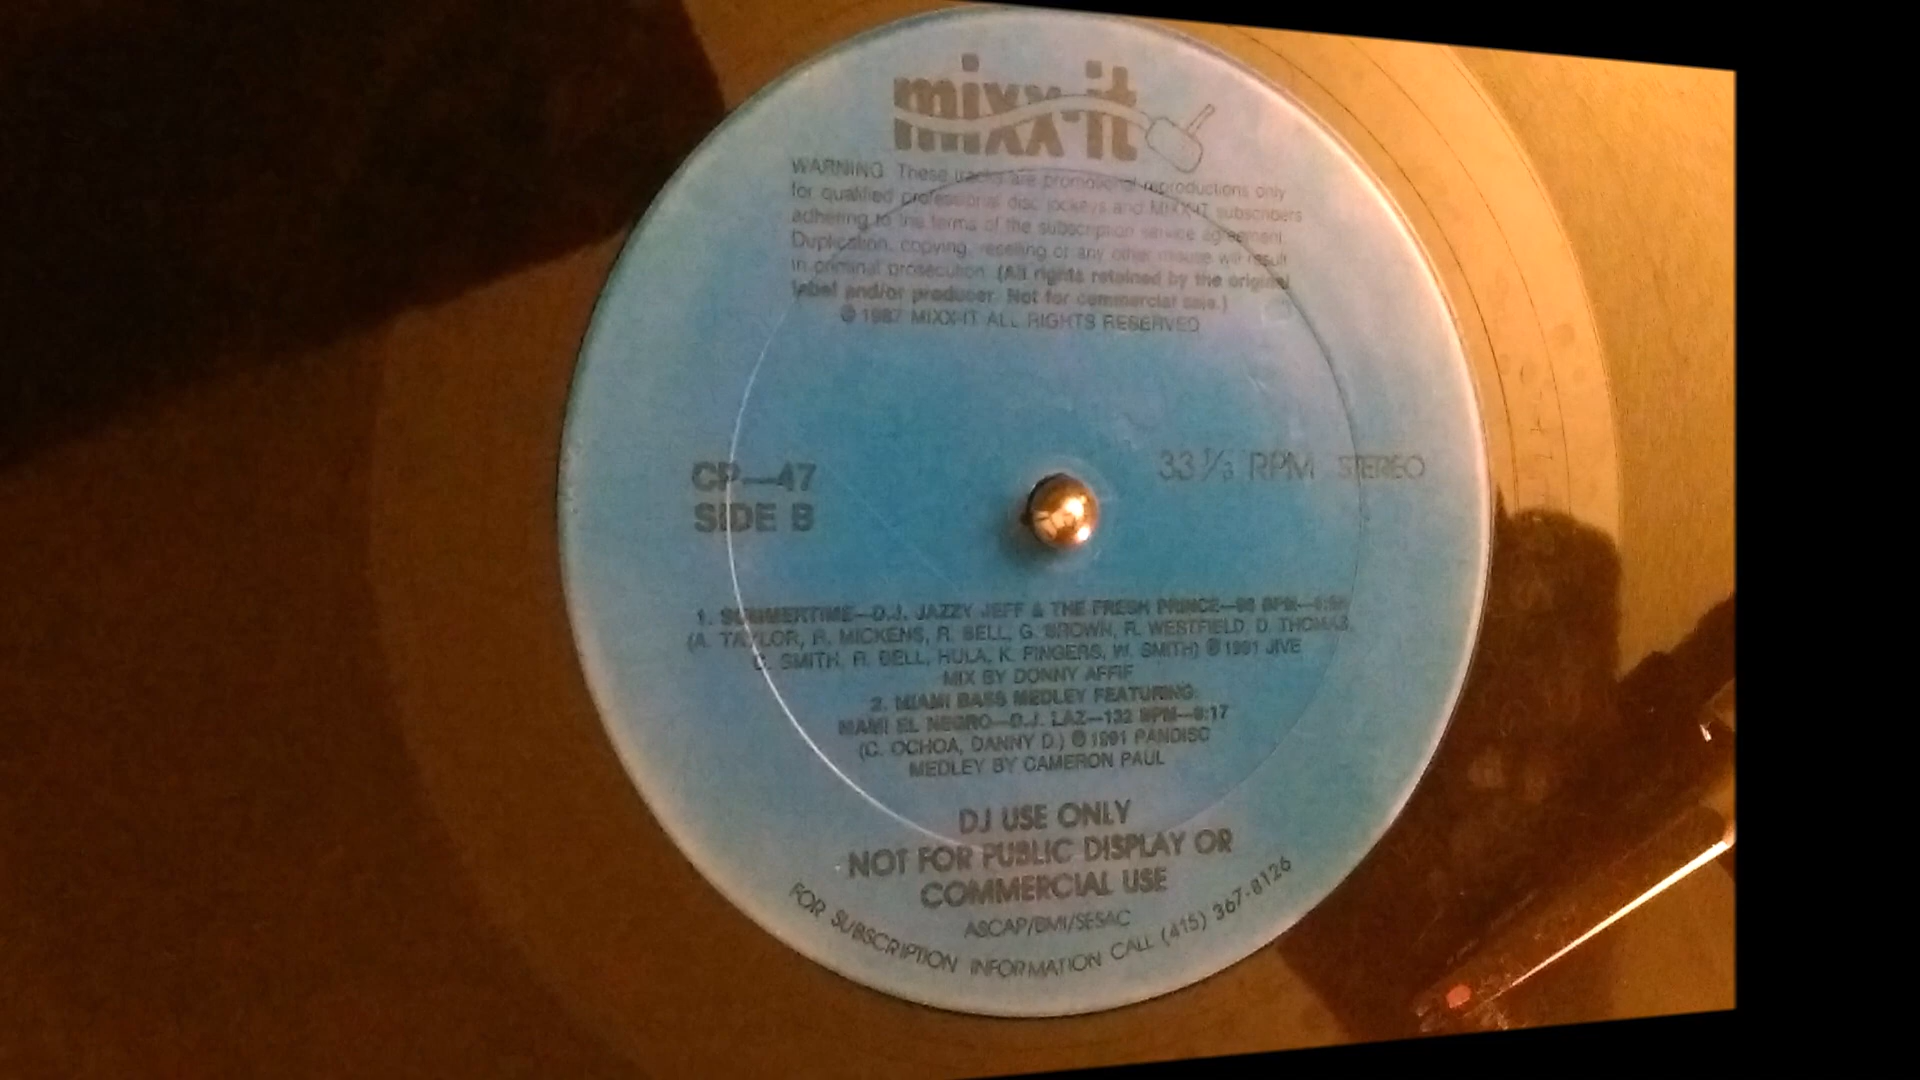 mixx-it
WARNING: These tracks are promotional reproductions only
for qualified professional disc jockeys and MIXX-IT subscribers
adhering to the terms of the subscription service agreement.
Duplication, copying, reselling or any other misuse will result
in criminal prosecution. (All rights retained by the original
label and/or producer. Not for commercial sale.)
© 1987 MIXX-IT ALL RIGHTS RESERVED
CP—47
SIDE B
33 1/3 RPM STEREO
1. SUMMERTIME—D.J. JAZZY JEFF & THE FRESH PRINCE—96 BPM—
(A. TAYLOR, R. MICKENS, R. BELL, G. BROWN, R. WESTFIELD, D. THOMAS,
C. SMITH, R. BELL, HULA, K. FINGERS, W. SMITH) ℗ 1991 JIVE
MIX BY DONNY AFFIF
2. MIAMI BASS MEDLEY FEATURING:
MAMI EL NEGRO—D.J. LAZ—132 BPM—8:17
(C. OCHOA, DANNY D.) ℗ 1991 PANDISC
MEDLEY BY CAMERON PAUL
DJ USE ONLY
NOT FOR PUBLIC DISPLAY OR
COMMERCIAL USE
ASCAP/BMI/SESAC
FOR SUBSCRIPTION INFORMATION CALL (415) 367-8126